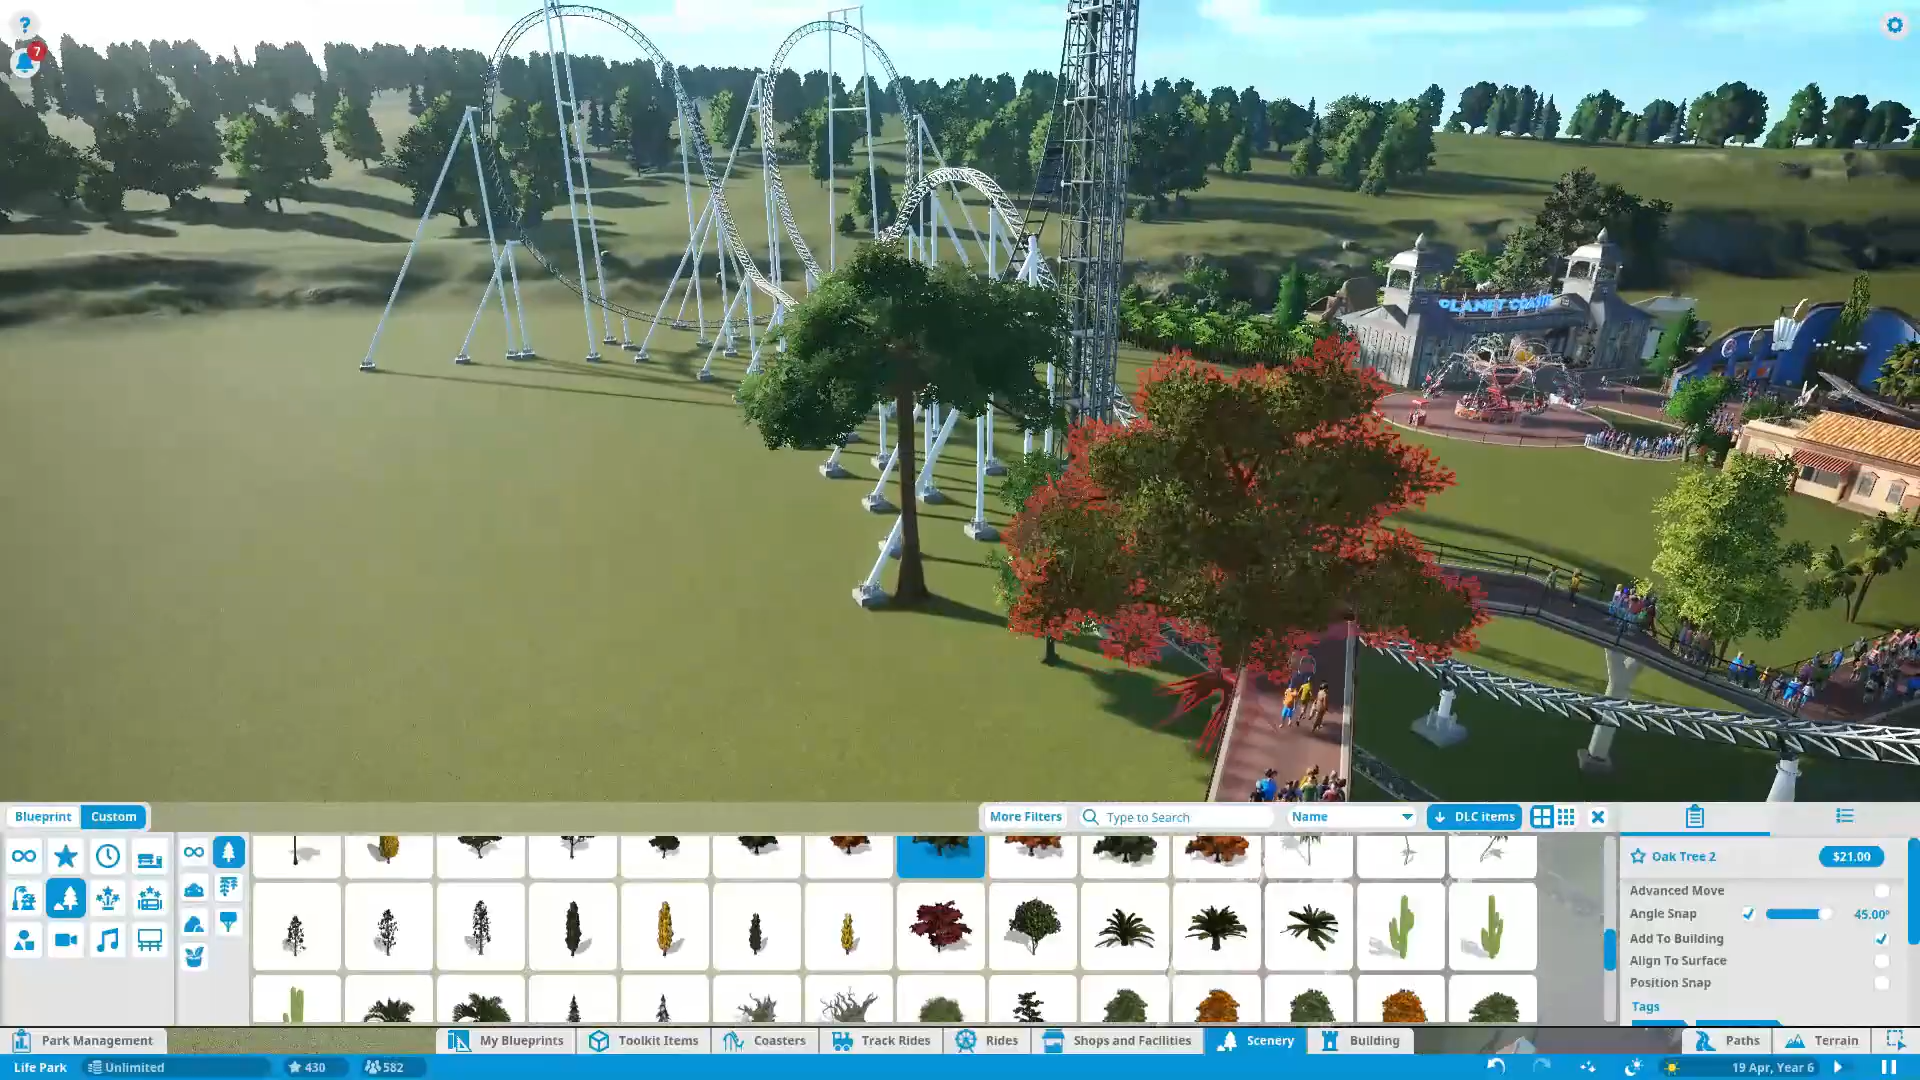 ?
7
PLANET COASTER
Blueprint
Custom
More Filters
Type to Search
Name
DLC items
Oak Tree 2
$21.00
Advanced Move
Angle Snap
45.00°
Add To Building
Align To Surface
Position Snap
Tags
Park Management
My Blueprints
Toolkit Items
Coasters
Track Rides
Rides
Shops and Facilities
Scenery
Building
Paths
Terrain
Life Park
Unlimited
430
582
19 Apr, Year 6